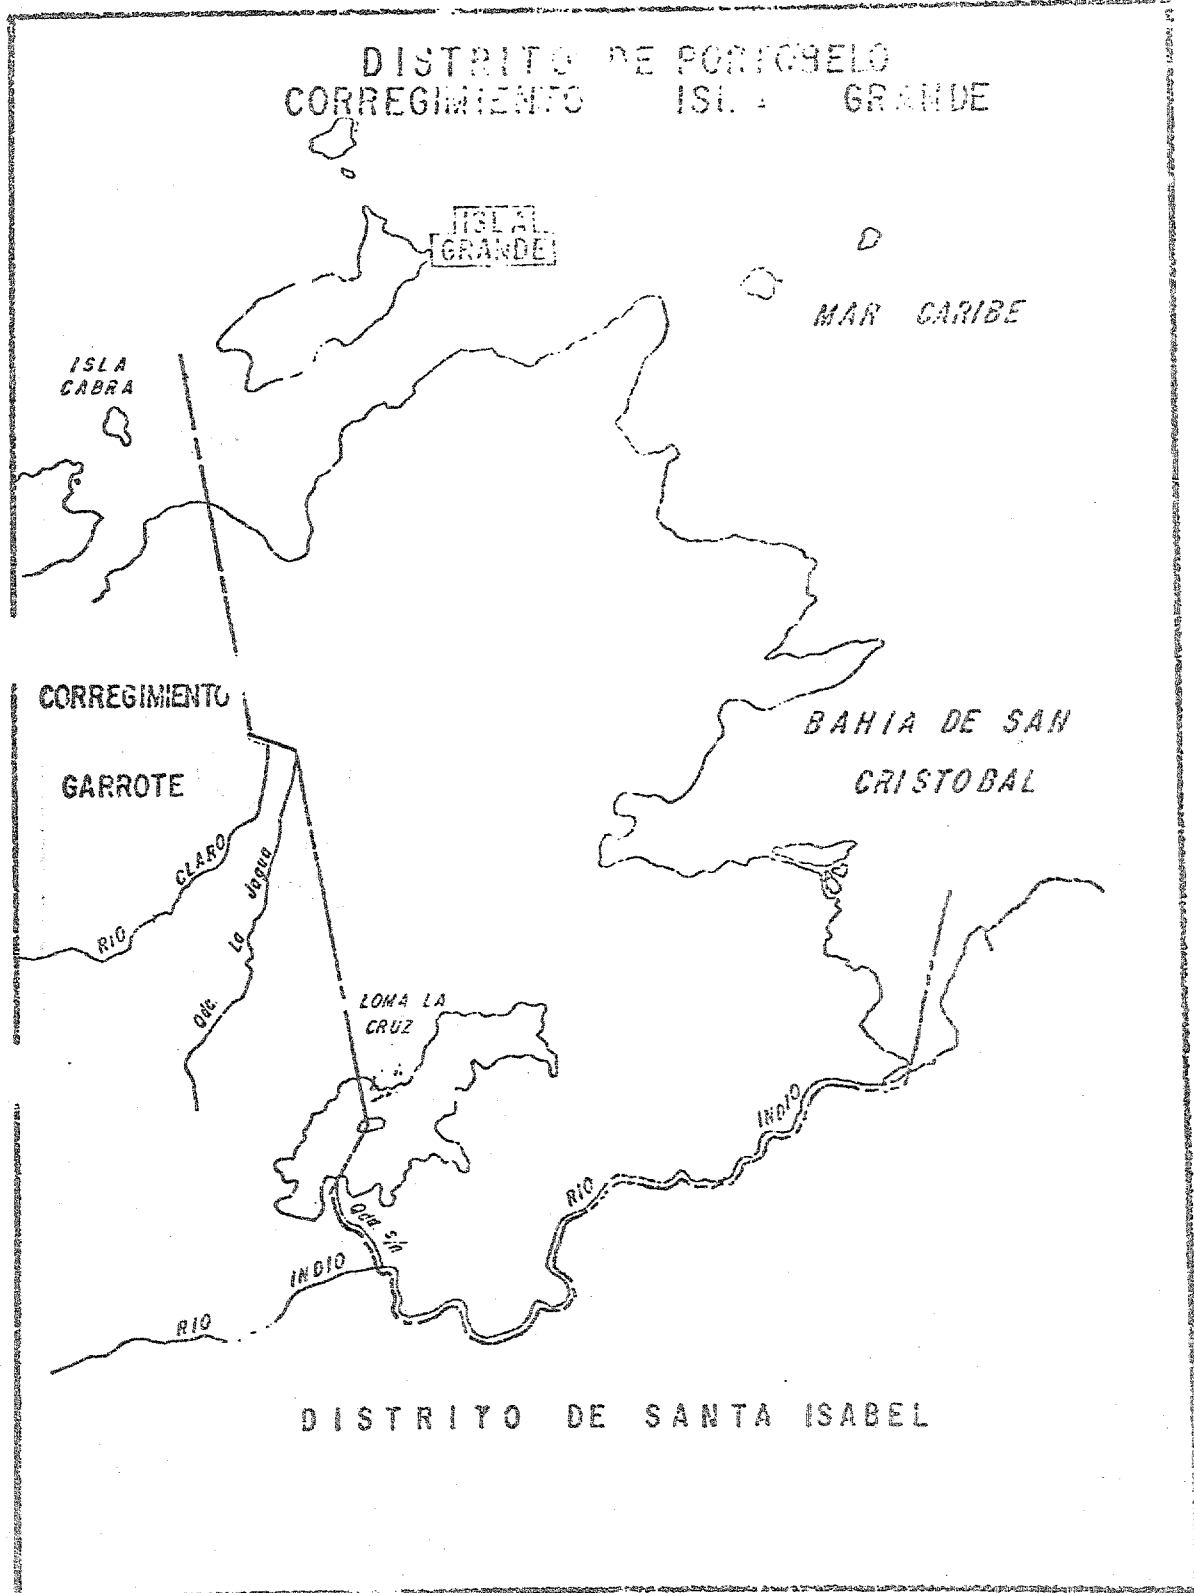 DISTRITO DE PORTOBELO
CORREGIMIENTO ISLA GRANDE
ISLA
GRANDE
MAR CARIBE
ISLA
CABRA
CORREGIMIENTO
GARROTE
BAHIA DE SAN
CRISTOBAL
RIO CLARO
Qda. La Jagua
LOMA LA
CRUZ
RIO INDIO
Qda. s/n
RIO INDIO
DISTRITO DE SANTA ISABEL